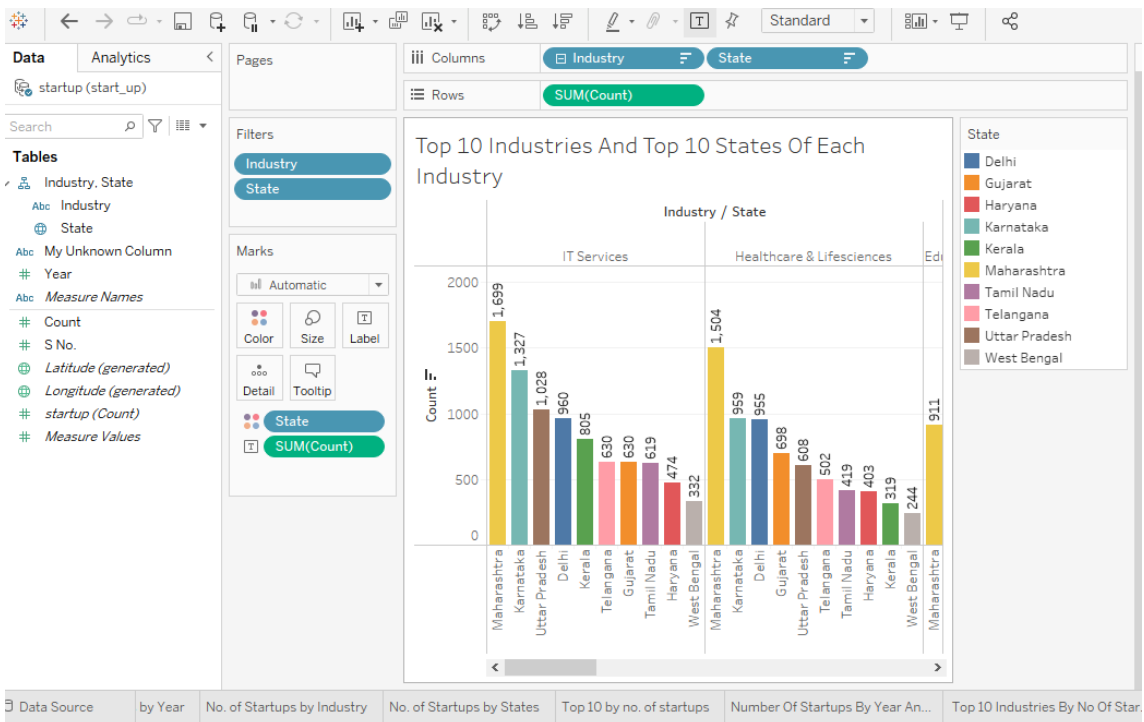 Standard
Data Analytics
startup (start_up)
Search
Tables
Industry, State
Abc Industry
State
Abc My Unknown Column
# Year
Abc Measure Names
# Count
# S No.
Latitude (generated)
Longitude (generated)
# startup (Count)
# Measure Values
Pages
Filters
Industry
State
Marks
Automatic
Color Size Label
Detail Tooltip
State
SUM(Count)
Columns Industry State
Rows SUM(Count)
Top 10 Industries And Top 10 States Of Each
Industry
Industry / State
IT Services Healthcare & Lifesciences Edu
Count
2000
1500
1000
500
0
1,699 1,327 1,028 960 805 630 630 619 474 332 1,504 959 955 698 608 502 419 403 319 244 911
Maharashtra Karnataka Uttar Pradesh Delhi Kerala Telangana Gujarat Tamil Nadu Haryana West Bengal Maharashtra Karnataka Delhi Gujarat Uttar Pradesh Telangana Tamil Nadu Haryana Kerala West Bengal Maharashtra
State
Delhi
Gujarat
Haryana
Karnataka
Kerala
Maharashtra
Tamil Nadu
Telangana
Uttar Pradesh
West Bengal
Data Source by Year No. of Startups by Industry No. of Startups by States Top 10 by no. of startups Number Of Startups By Year An... Top 10 Industries By No Of Star